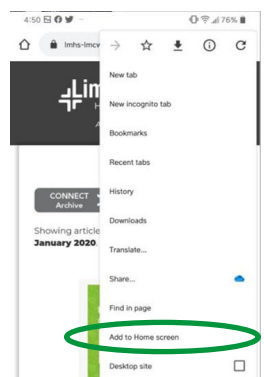 4:50
76%
lmhs-lmcv
New tab
New incognito tab
Bookmarks
Recent tabs
CONNECT
Archive
History
Downloads
Showing article
January 2020.
Translate...
Share...
Find in page
Add to Home screen
Desktop site